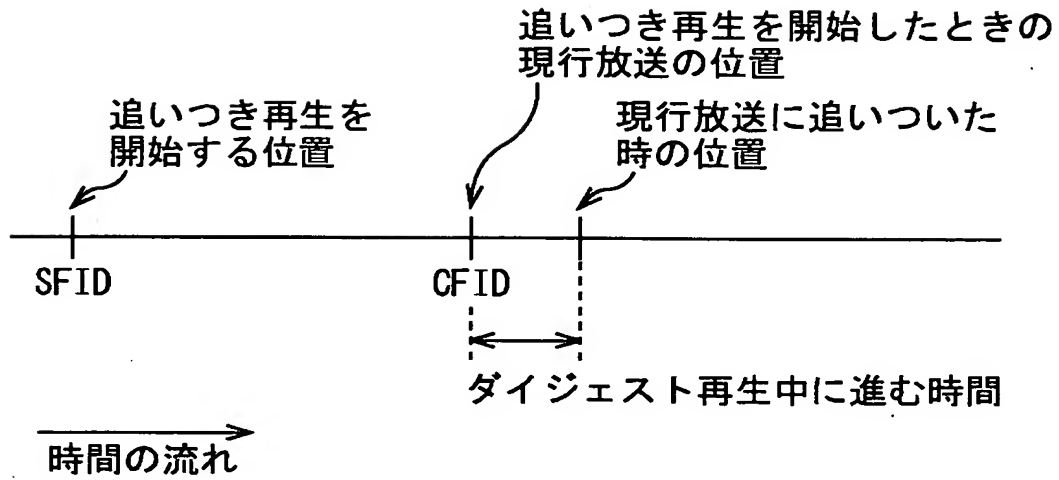 追いつき再生を開始したときの
現行放送の位置
追いつき再生を
開始する位置
現行放送に追いついた
時の位置
SFID
CFID
ダイジェスト再生中に進む時間
時間の流れ